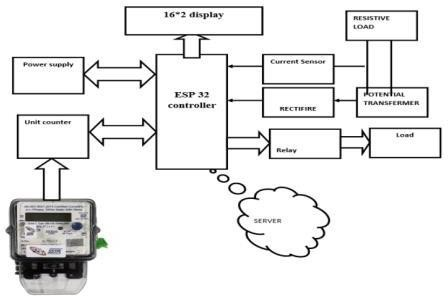 16*2 display
RESISTIVE
LOAD
Power supply
Current Sensor
ESP 32
controller
RECTIFIRE
POTENTIAL
TRANSFERMER
Unit counter
Relay
Load
SERVER